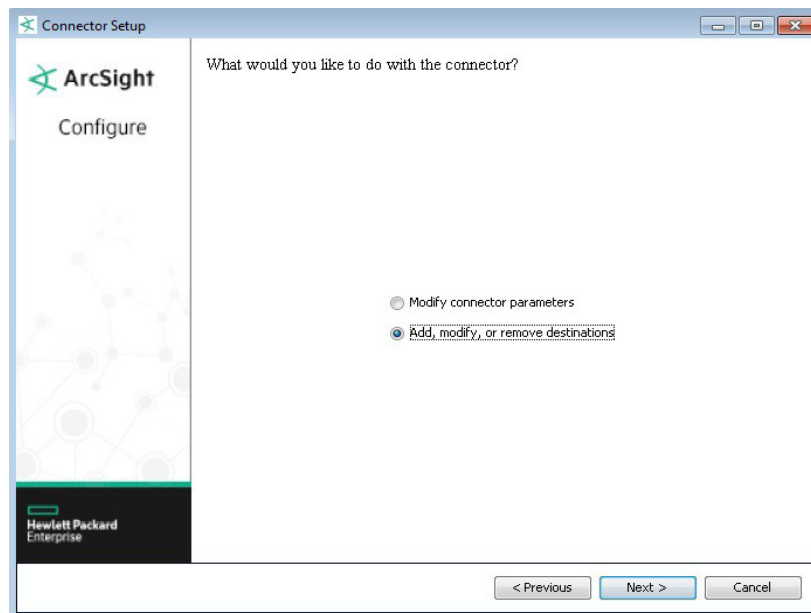 Connector Setup
ArcSight
Configure
What would you like to do with the connector?
Modify connector parameters
Add, modify, or remove destinations
Hewlett Packard
Enterprise
< Previous
Next >
Cancel